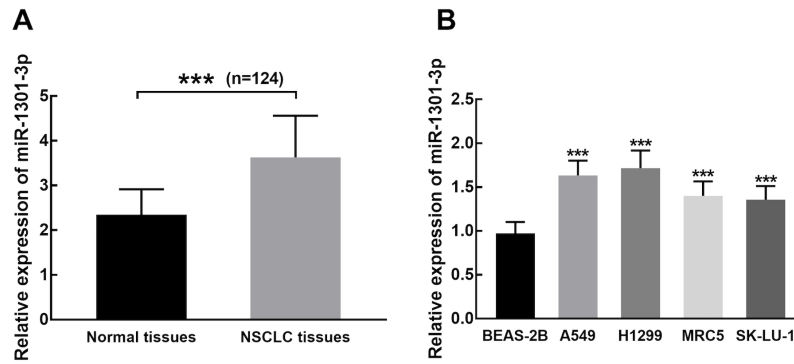 A
Relative expression of miR-1301-3p
*** (n=124)
5
4
3
2
1
0
Normal tissues NSCLC tissues
B
Relative expression of miR-1301-3p
2.5
2.0
1.5
1.0
0.5
0.0
***
***
***
***
BEAS-2B A549 H1299 MRC5 SK-LU-1